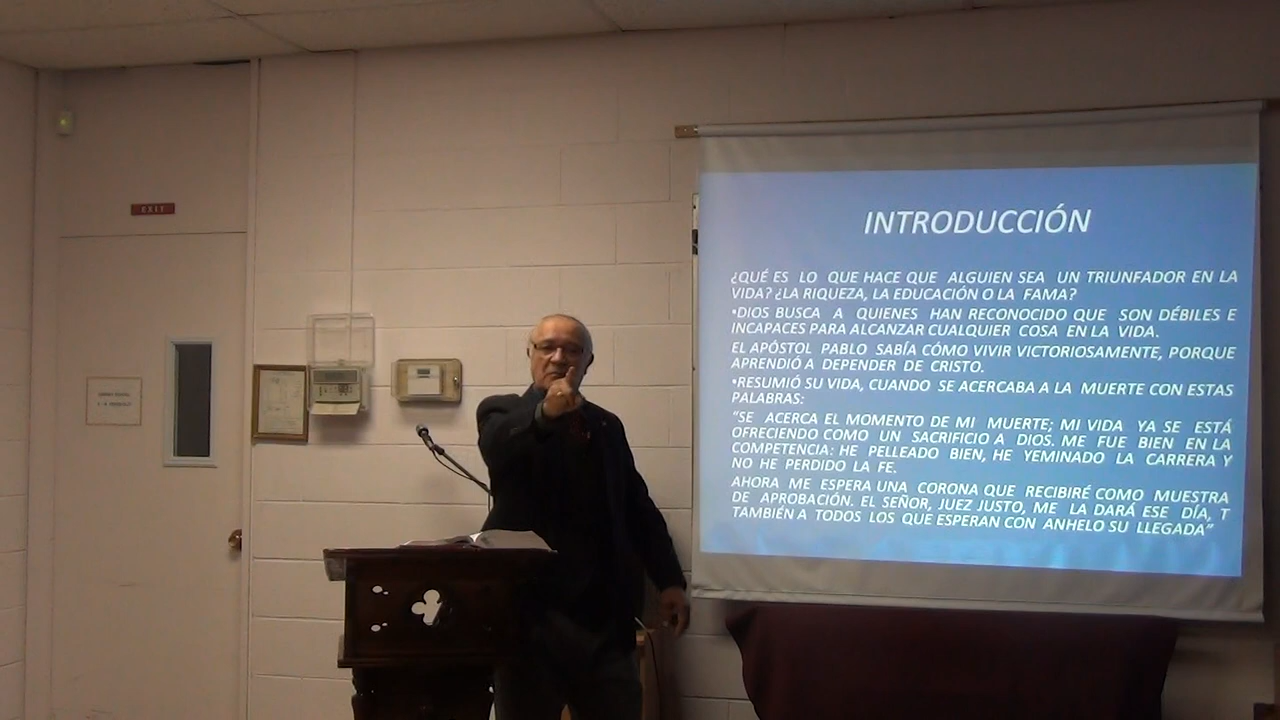 EXIT
INTRODUCCIÓN
¿QUÉ ES LO QUE HACE QUE ALGUIEN SEA UN TRIUNFADOR EN LA
VIDA? ¿LA RIQUEZA, LA EDUCACIÓN O LA FAMA?
•DIOS BUSCA A QUIENES HAN RECONOCIDO QUE SON DÉBILES E
INCAPACES PARA ALCANZAR CUALQUIER COSA EN LA VIDA.
EL APÓSTOL PABLO SABÍA CÓMO VIVIR VICTORIOSAMENTE, PORQUE
APRENDIÓ A DEPENDER DE CRISTO.
•RESUMIÓ SU VIDA, CUANDO SE ACERCABA A LA MUERTE CON ESTAS
PALABRAS:
“SE ACERCA EL MOMENTO DE MI MUERTE; MI VIDA YA SE ESTÁ
OFRECIENDO COMO UN SACRIFICIO A DIOS. ME FUE BIEN EN LA
COMPETENCIA: HE PELLEADO BIEN, HE YEMINADO LA CARRERA Y
NO HE PERDIDO LA FE.
AHORA ME ESPERA UNA CORONA QUE RECIBIRÉ COMO MUESTRA
DE APROBACIÓN. EL SEÑOR, JUEZ JUSTO, ME LA DARÁ ESE DÍA, T
TAMBIÉN A TODOS LOS QUE ESPERAN CON ANHELO SU LLEGADA”